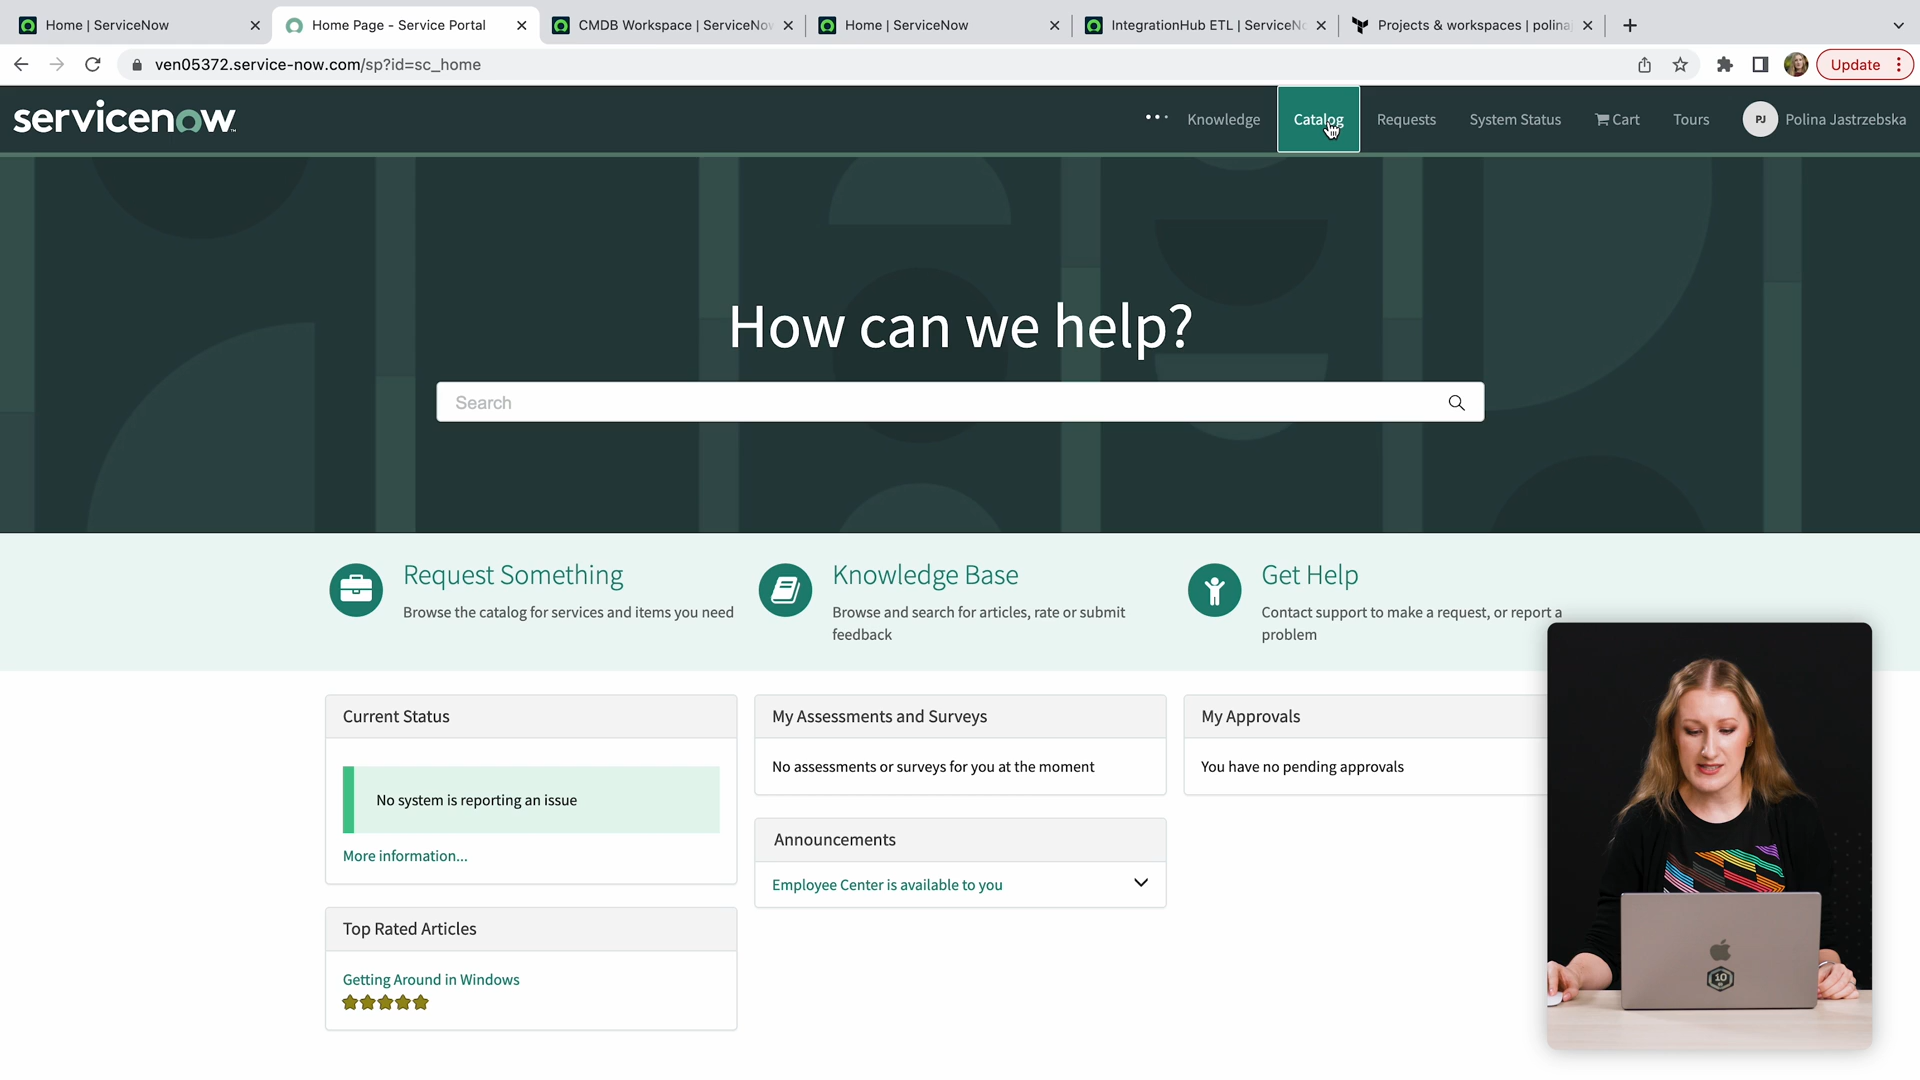 Home | ServiceNow
Home Page - Service Portal
CMDB Workspace | ServiceNow
Home | ServiceNow
IntegrationHub ETL | ServiceNo
Projects & workspaces | polina
ven05372.service-now.com/sp?id=sc_home
Update
servicenow
Knowledge
Catalog
Requests
System Status
Cart
Tours
PJ
Polina Jastrzebska
How can we help?
Search
Request Something
Browse the catalog for services and items you need
Knowledge Base
Browse and search for articles, rate or submit
feedback
Get Help
Contact support to make a request, or report a
problem
Current Status
No system is reporting an issue
More information...
My Assessments and Surveys
No assessments or surveys for you at the moment
My Approvals
You have no pending approvals
Announcements
Employee Center is available to you
Top Rated Articles
Getting Around in Windows
10